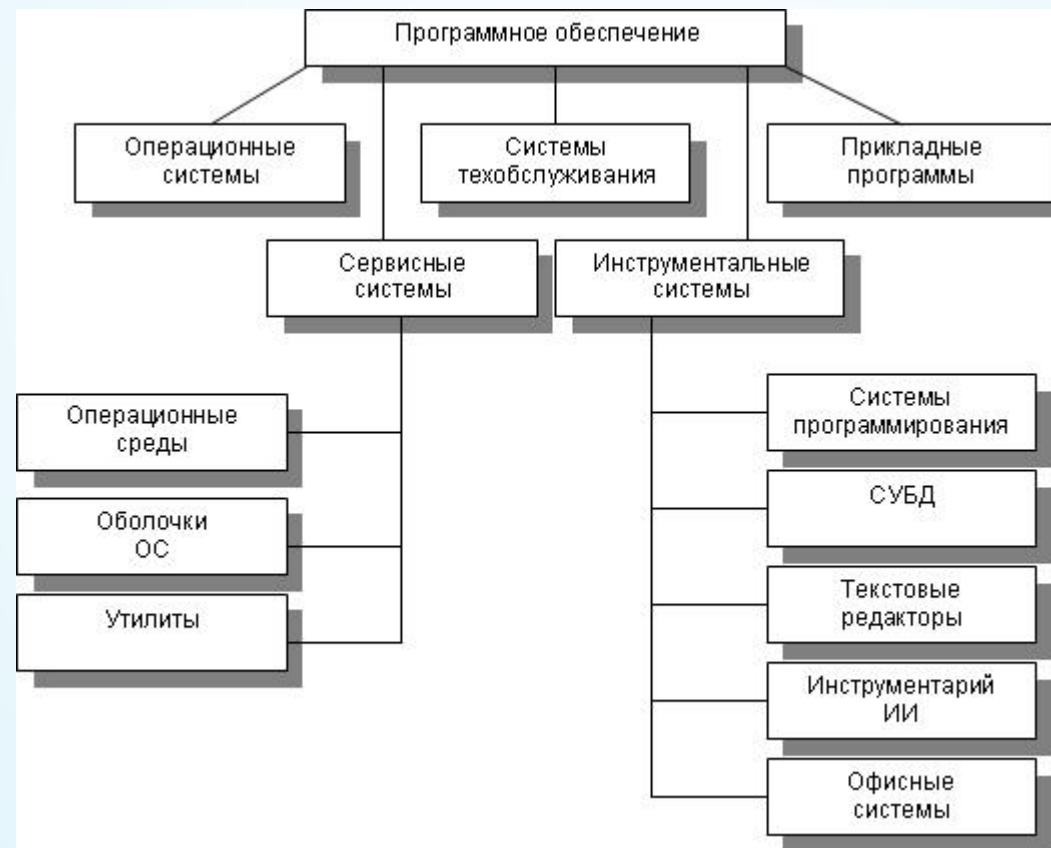 Программное обеспечение
Операционные
системы
Системы
техобслуживания
Прикладные
программы
Сервисные
системы
Инструментальные
системы
Операционные
среды
Оболочки
ОС
Утилиты
Системы
программирования
СУБД
Текстовые
редакторы
Инструментарий
ИИ
Офисные
системы